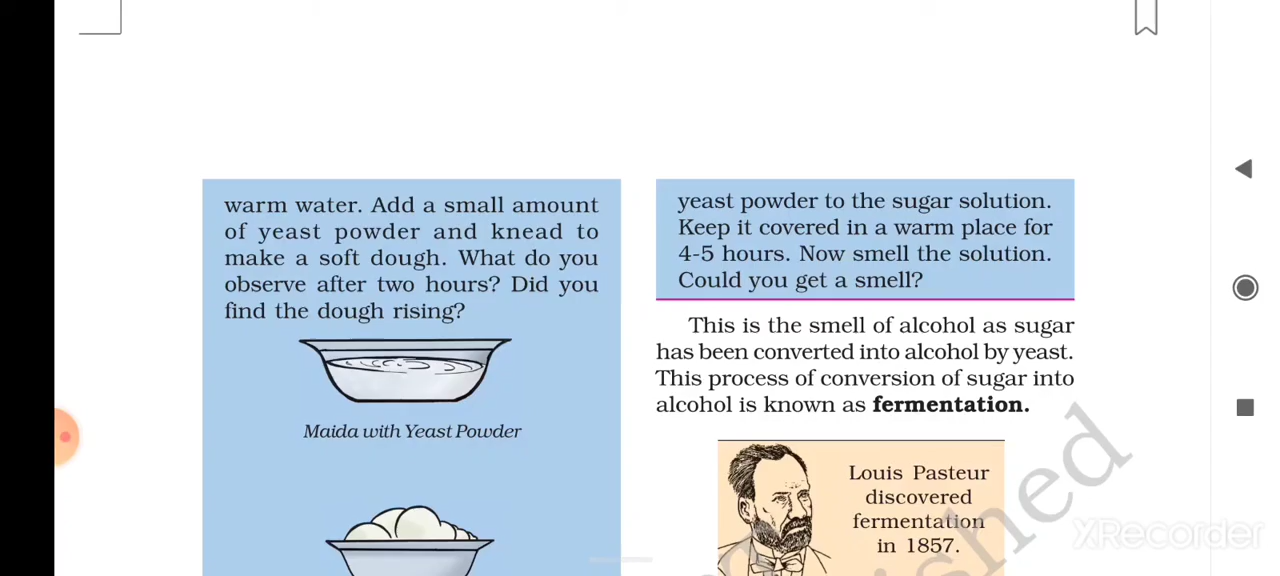 warm water. Add a small amount
of yeast powder and knead to
make a soft dough. What do you
observe after two hours? Did you
find the dough rising?
Maida with Yeast Powder
yeast powder to the sugar solution.
Keep it covered in a warm place for
4-5 hours. Now smell the solution.
Could you get a smell?
This is the smell of alcohol as sugar
has been converted into alcohol by yeast.
This process of conversion of sugar into
alcohol is known as fermentation.
Louis Pasteur
discovered
fermentation
in 1857.
XRecorder